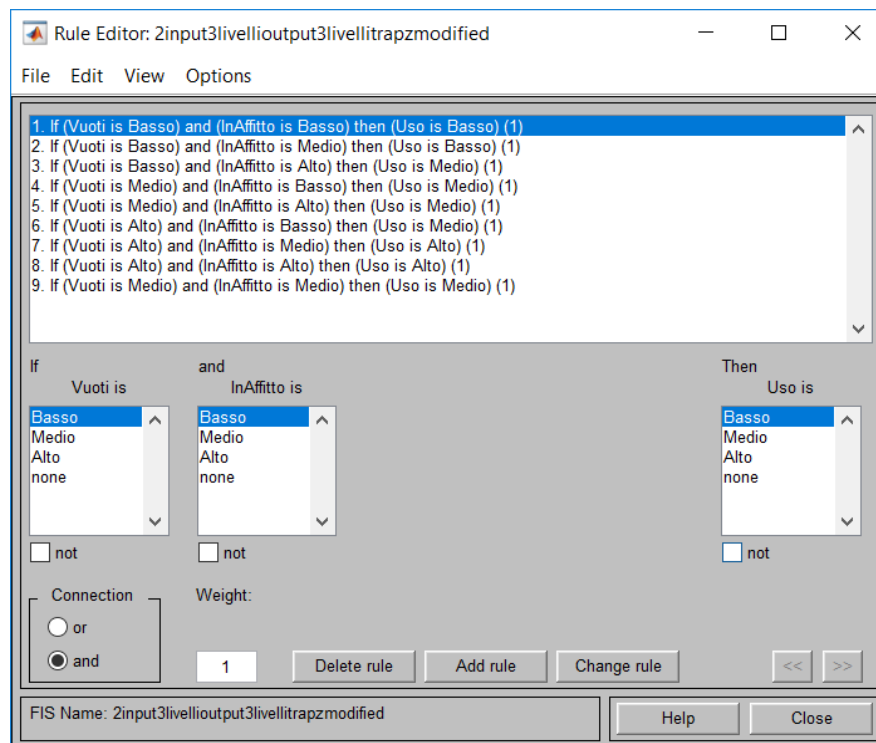 Rule Editor: 2input3livellioutput3livellitrapzmodified
File Edit View Options
1. If (Vuoti is Basso) and (InAffitto is Basso) then (Uso is Basso) (1)
2. If (Vuoti is Basso) and (InAffitto is Medio) then (Uso is Basso) (1)
3. If (Vuoti is Basso) and (InAffitto is Alto) then (Uso is Medio) (1)
4. If (Vuoti is Medio) and (InAffitto is Basso) then (Uso is Medio) (1)
5. If (Vuoti is Medio) and (InAffitto is Alto) then (Uso is Medio) (1)
6. If (Vuoti is Alto) and (InAffitto is Basso) then (Uso is Medio) (1)
7. If (Vuoti is Alto) and (InAffitto is Medio) then (Uso is Alto) (1)
8. If (Vuoti is Alto) and (InAffitto is Alto) then (Uso is Alto) (1)
9. If (Vuoti is Medio) and (InAffitto is Medio) then (Uso is Medio) (1)
If
Vuoti is
Basso
Medio
Alto
none
not
and
InAffitto is
Basso
Medio
Alto
none
not
Then
Uso is
Basso
Medio
Alto
none
not
Connection
or
and
Weight:
1
Delete rule
Add rule
Change rule
<<
>>
FIS Name: 2input3livellioutput3livellitrapzmodified
Help
Close